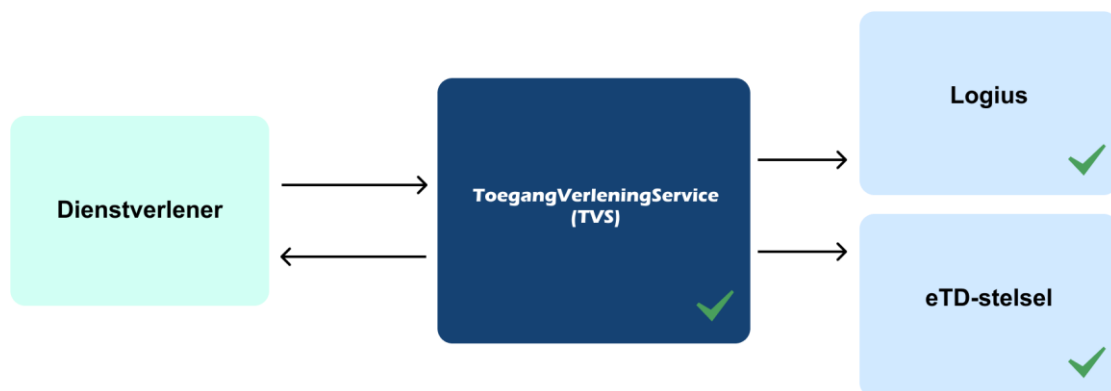 Dienstverlener
ToegangVerleningService
(TVS)
Logius
eTD-stelsel